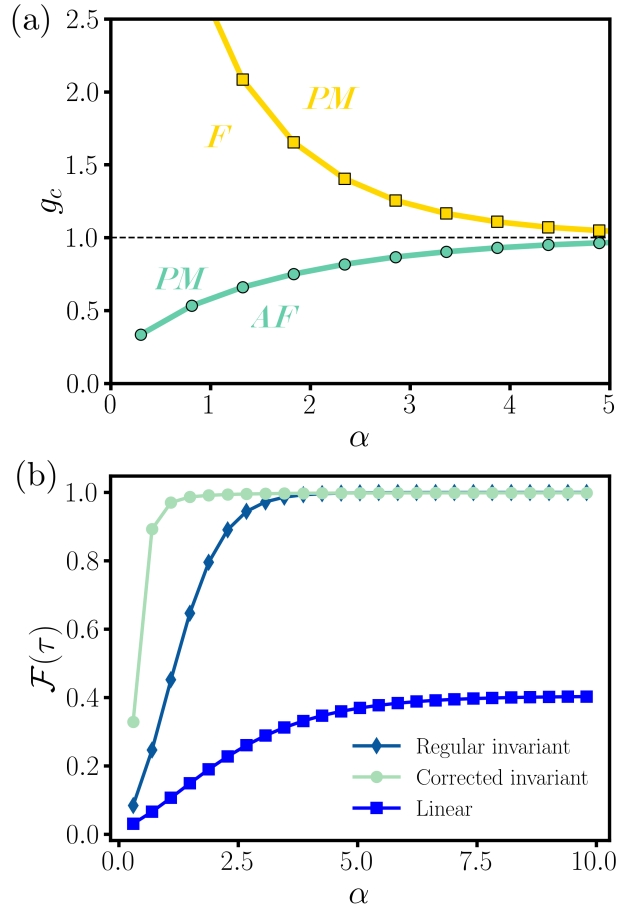 (a)
2.5
2.0
1.5
1.0
0.5
0.0
g_c
PM
F
PM
AF
0 1 2 3 4 5
α
(b)
1.0
0.8
0.6
0.4
0.2
0.0
F(τ)
Regular invariant
Corrected invariant
Linear
0.0 2.5 5.0 7.5 10.0
α